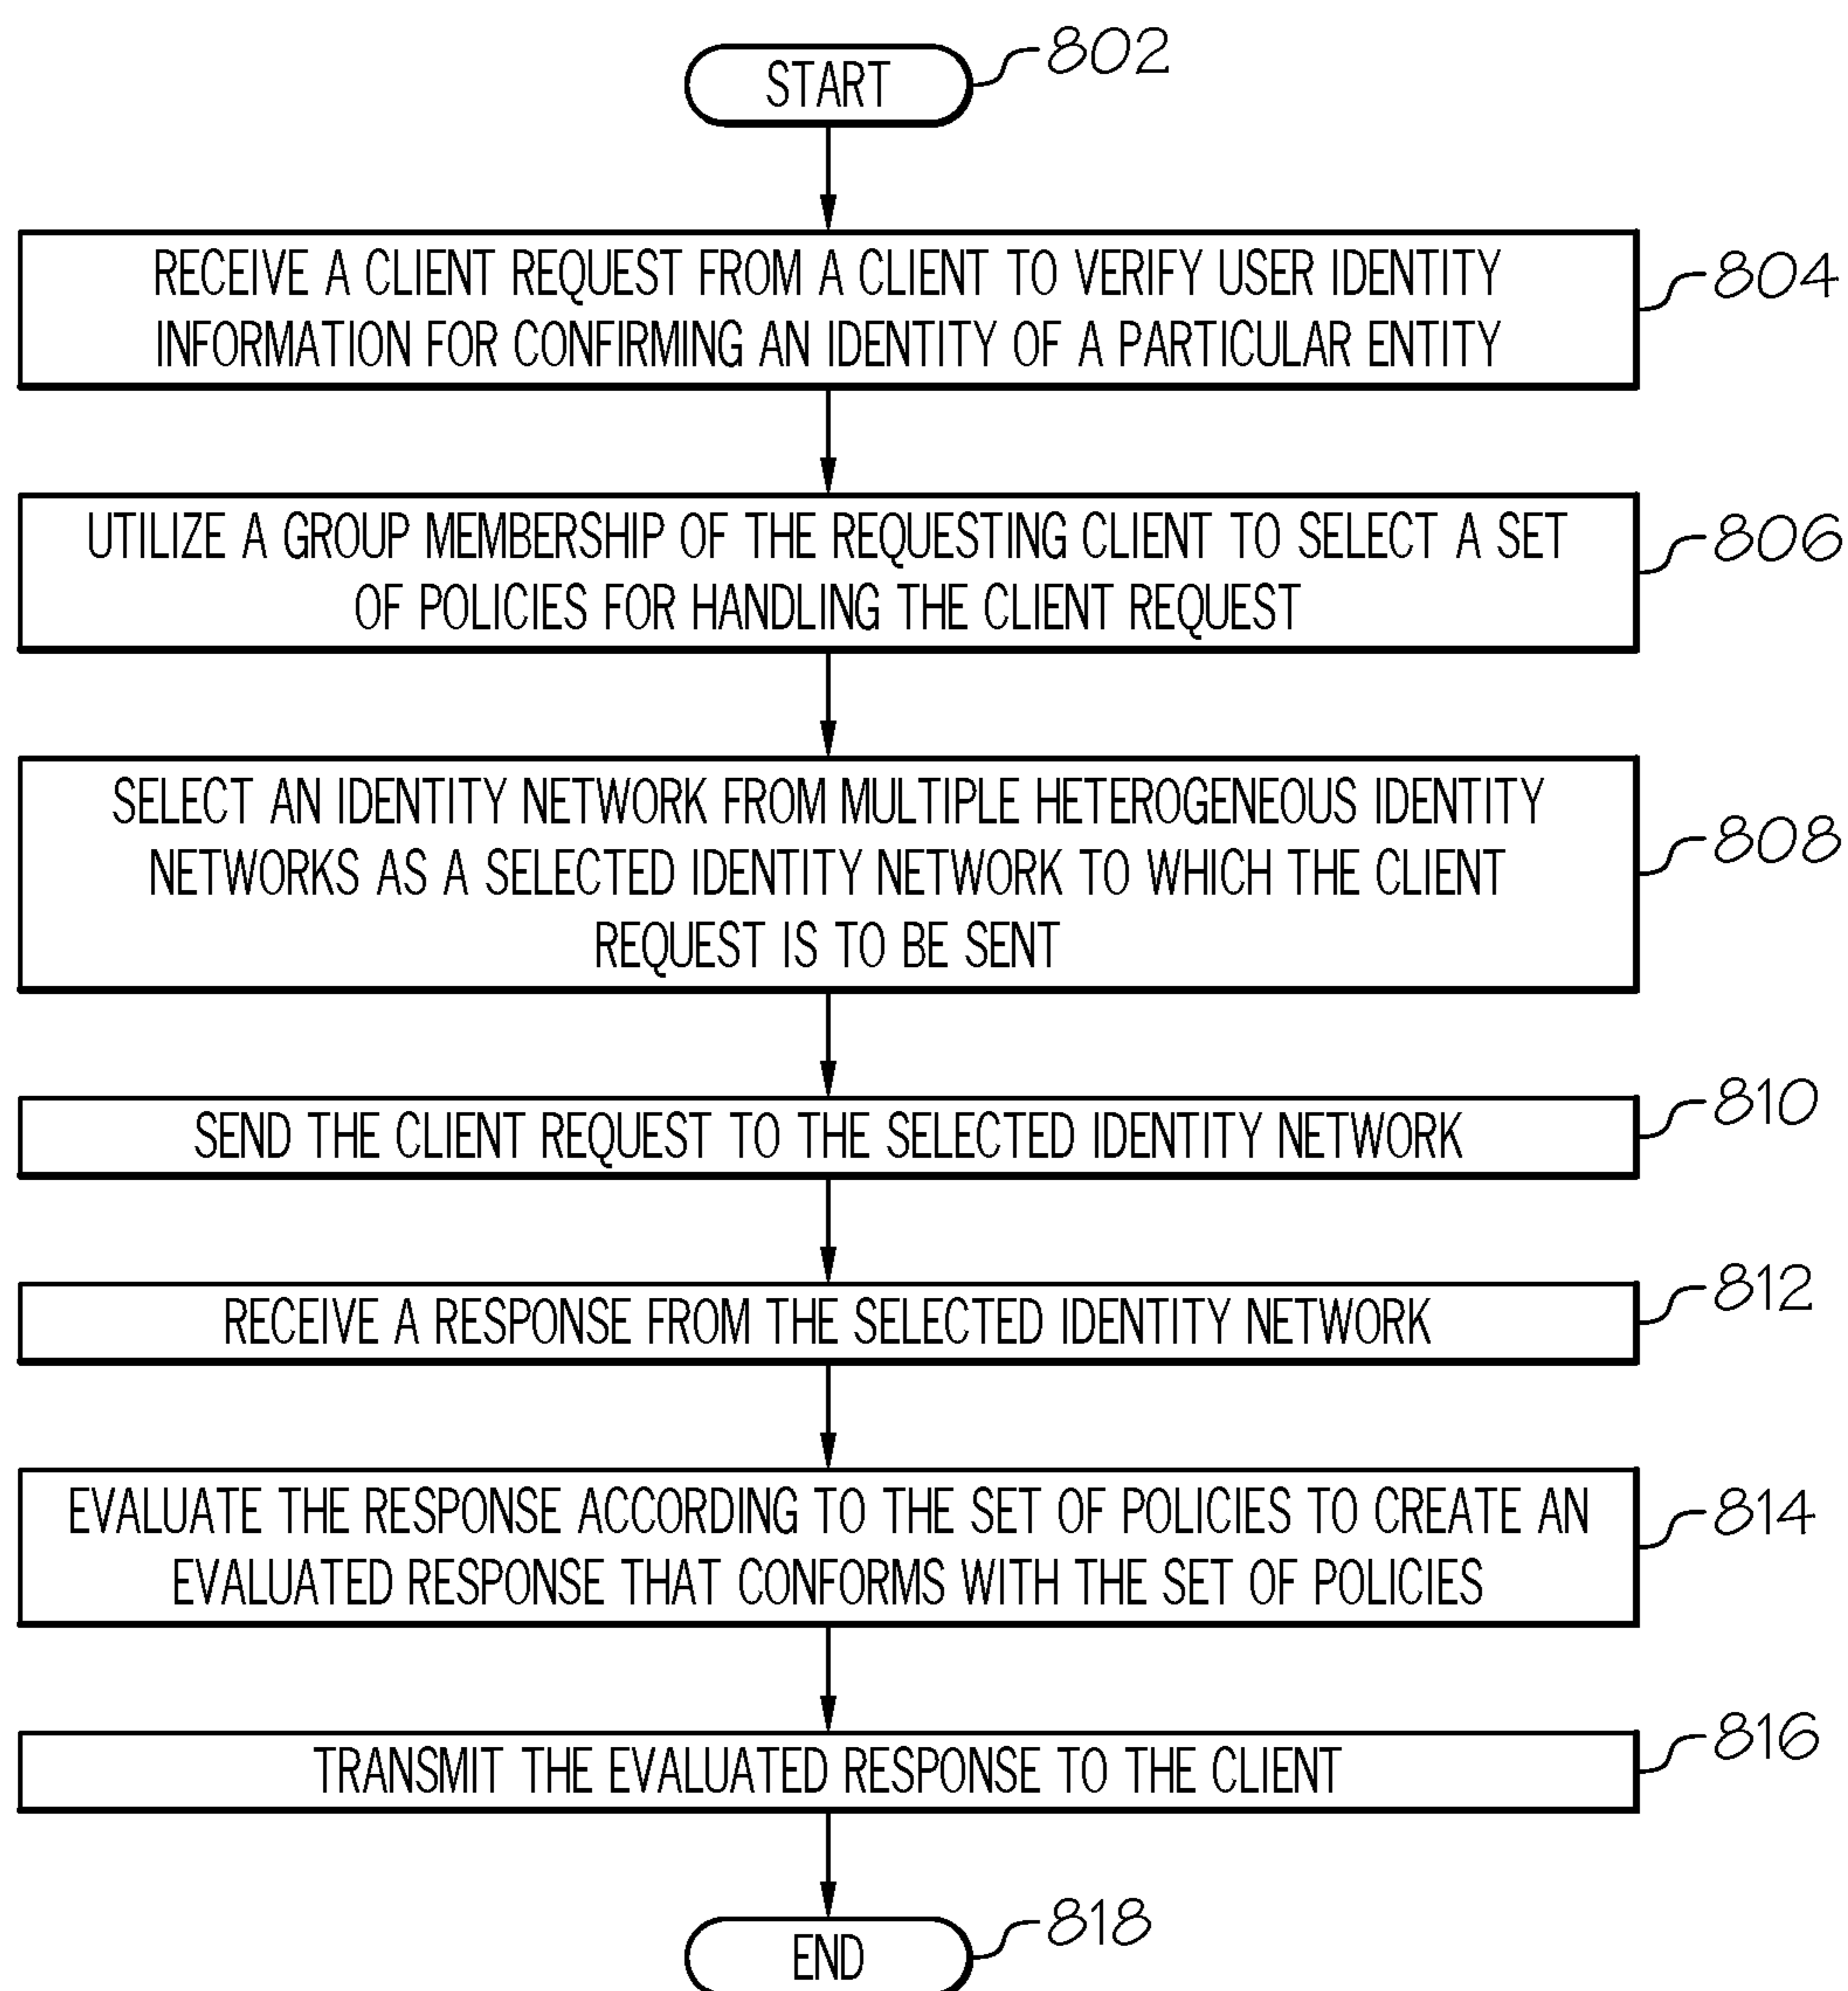 START
802
RECEIVE A CLIENT REQUEST FROM A CLIENT TO VERIFY USER IDENTITY
INFORMATION FOR CONFIRMING AN IDENTITY OF A PARTICULAR ENTITY
804
UTILIZE A GROUP MEMBERSHIP OF THE REQUESTING CLIENT TO SELECT A SET
OF POLICIES FOR HANDLING THE CLIENT REQUEST
806
SELECT AN IDENTITY NETWORK FROM MULTIPLE HETEROGENEOUS IDENTITY
NETWORKS AS A SELECTED IDENTITY NETWORK TO WHICH THE CLIENT
REQUEST IS TO BE SENT
808
SEND THE CLIENT REQUEST TO THE SELECTED IDENTITY NETWORK
810
RECEIVE A RESPONSE FROM THE SELECTED IDENTITY NETWORK
812
EVALUATE THE RESPONSE ACCORDING TO THE SET OF POLICIES TO CREATE AN
EVALUATED RESPONSE THAT CONFORMS WITH THE SET OF POLICIES
814
TRANSMIT THE EVALUATED RESPONSE TO THE CLIENT
816
END
818